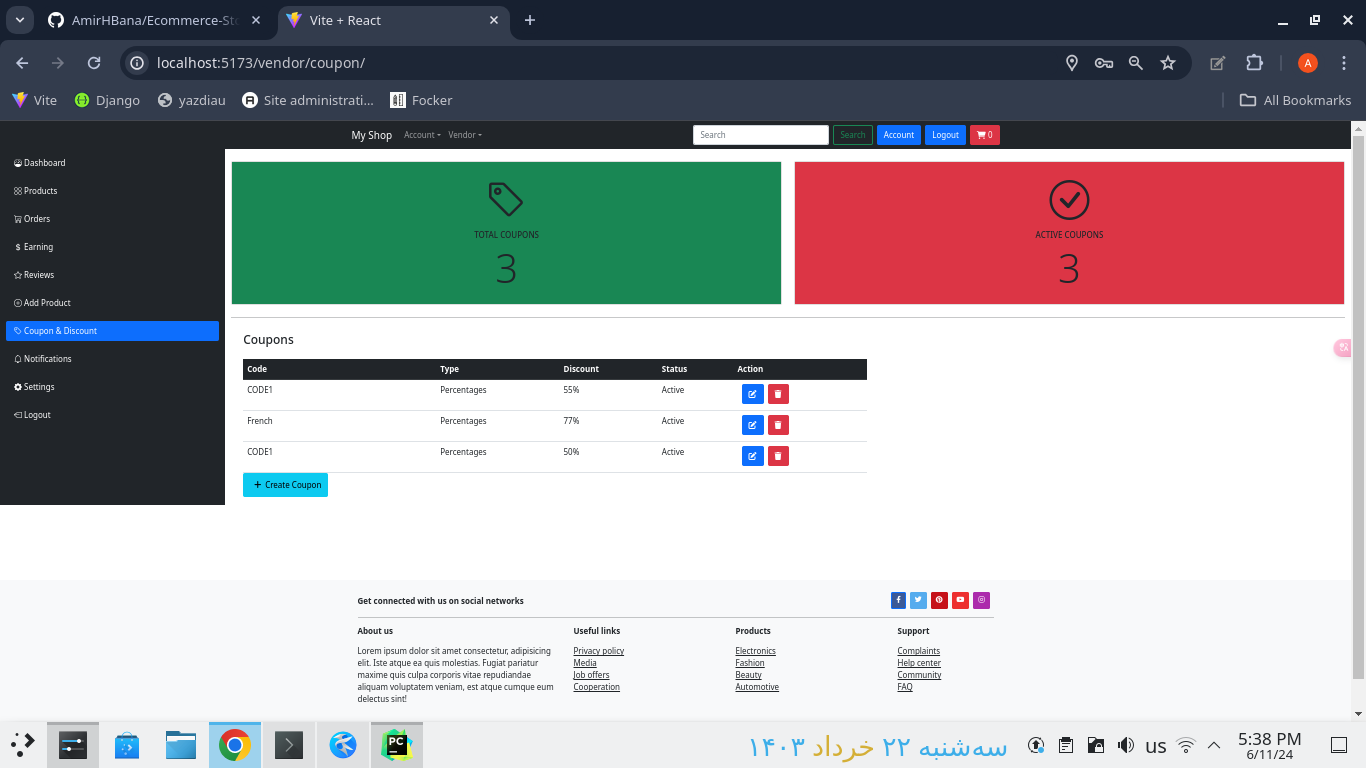 AmirHBana/Ecommerce-Sto
Vite + React
localhost:5173/vendor/coupon/
A
Vite
Django
yazdiau
Site administrati...
Focker
All Bookmarks
My Shop
Account
Vendor
Search
Search
Account
Logout
0
Dashboard
Products
Orders
$ Earning
Reviews
Add Product
Coupon & Discount
Notifications
Settings
Logout
TOTAL COUPONS
3
ACTIVE COUPONS
3
Coupons
Code Type Discount Status Action
CODE1 Percentages 55% Active
French Percentages 77% Active
CODE1 Percentages 50% Active
+ Create Coupon
Get connected with us on social networks
About us
Lorem ipsum dolor sit amet consectetur, adipisicing
elit. Iste atque ea quis molestias. Fugiat pariatur
maxime quis culpa corporis vitae repudiandae
aliquam voluptatem veniam, est atque cumque eum
delectus sint!
Useful links
Privacy policy
Media
Job offers
Cooperation
Products
Electronics
Fashion
Beauty
Automotive
Support
Complaints
Help center
Community
FAQ
PC
سه‌شنبه ۲۲ خرداد ۱۴۰۳
us
5:38 PM
6/11/24